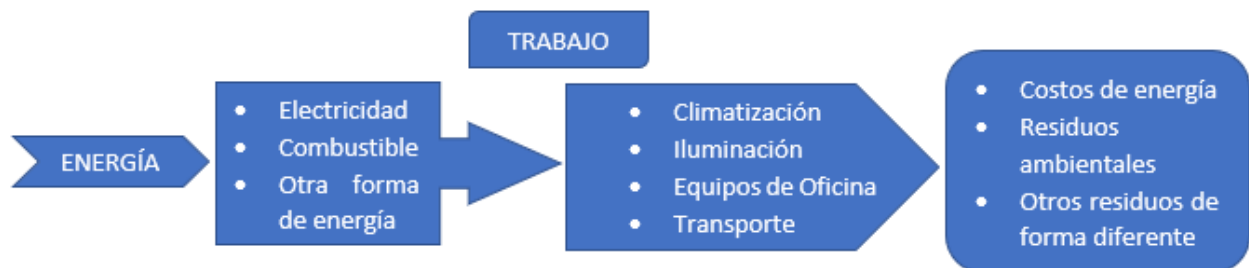 TRABAJO
ENERGÍA
• Electricidad
• Combustible
• Otra forma
de energía
• Climatización
• Iluminación
• Equipos de Oficina
• Transporte
• Costos de energía
• Residuos
ambientales
• Otros residuos de
forma diferente